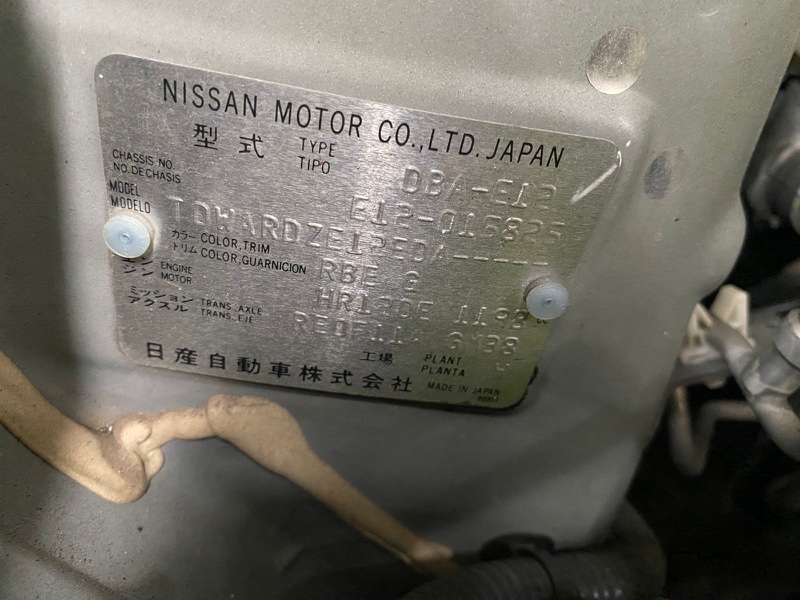 NISSAN MOTOR CO.,LTD. JAPAN
型式 TYPE TIPO DBA-E12
CHASSIS NO NO. DE CHASIS E12-016825
MODEL MODELO
カラー トリム COLOR,TRIM COLOR,GUARNICION RBE G
エンジン ENGINE MOTOR HR12DE 1198 cc
ミッション アクスル TRANS.,AXLE TRANS.,EJE
工場 PLANT PLANTA
日産自動車株式会社 MADE IN JAPAN